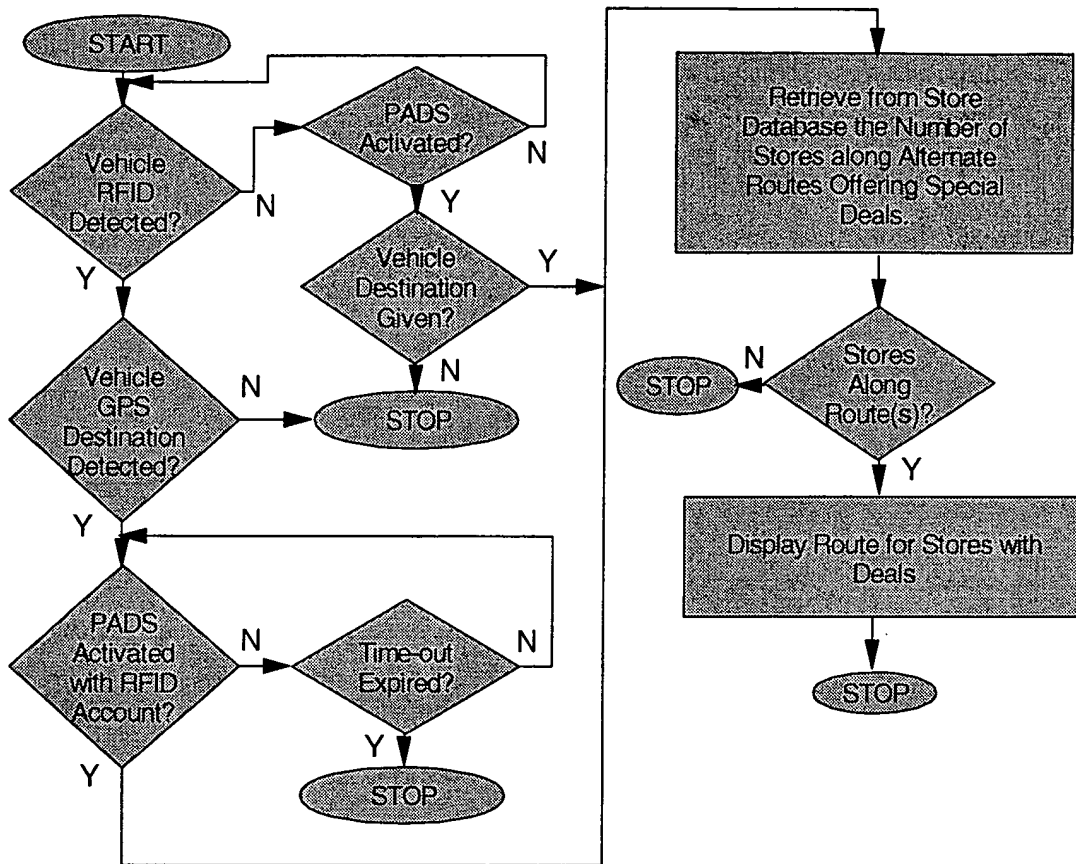 START
Vehicle
RFID
Detected?
N
Y
PADS
Activated?
N
Y
Vehicle
Destination
Given?
Y
N
STOP
Vehicle
GPS
Destination
Detected?
N
Y
PADS
Activated
with RFID
Account?
N
Y
Time-out
Expired?
N
Y
STOP
Retrieve from Store
Database the Number of
Stores along Alternate
Routes Offering Special
Deals.
Stores
Along
Route(s)?
N
STOP
Y
Display Route for Stores with
Deals
STOP